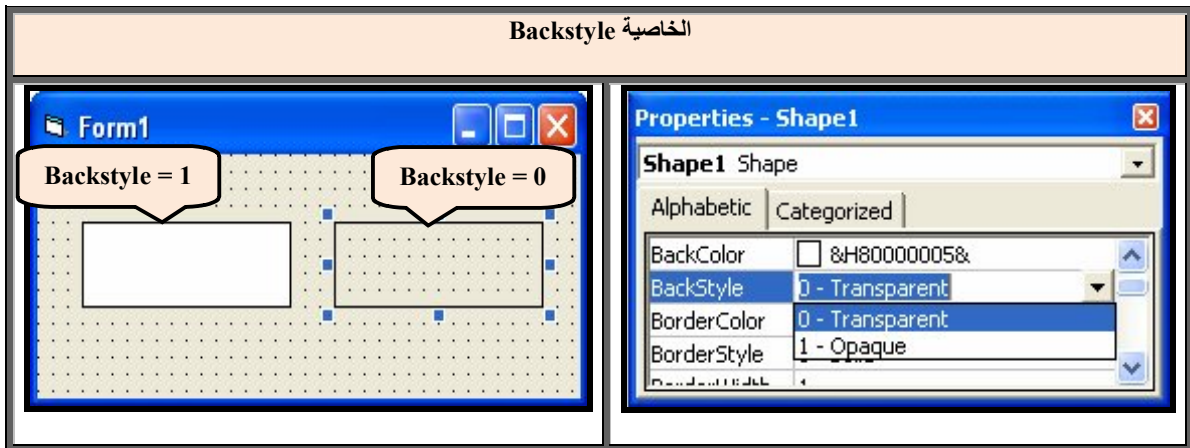 الخاصية Backstyle
Form1
Backstyle = 1
Backstyle = 0
Properties - Shape1
Shape1 Shape
Alphabetic Categorized
BackColor &H80000005&
BackStyle 0 - Transparent
BorderColor 0 - Transparent
BorderStyle 1 - Opaque